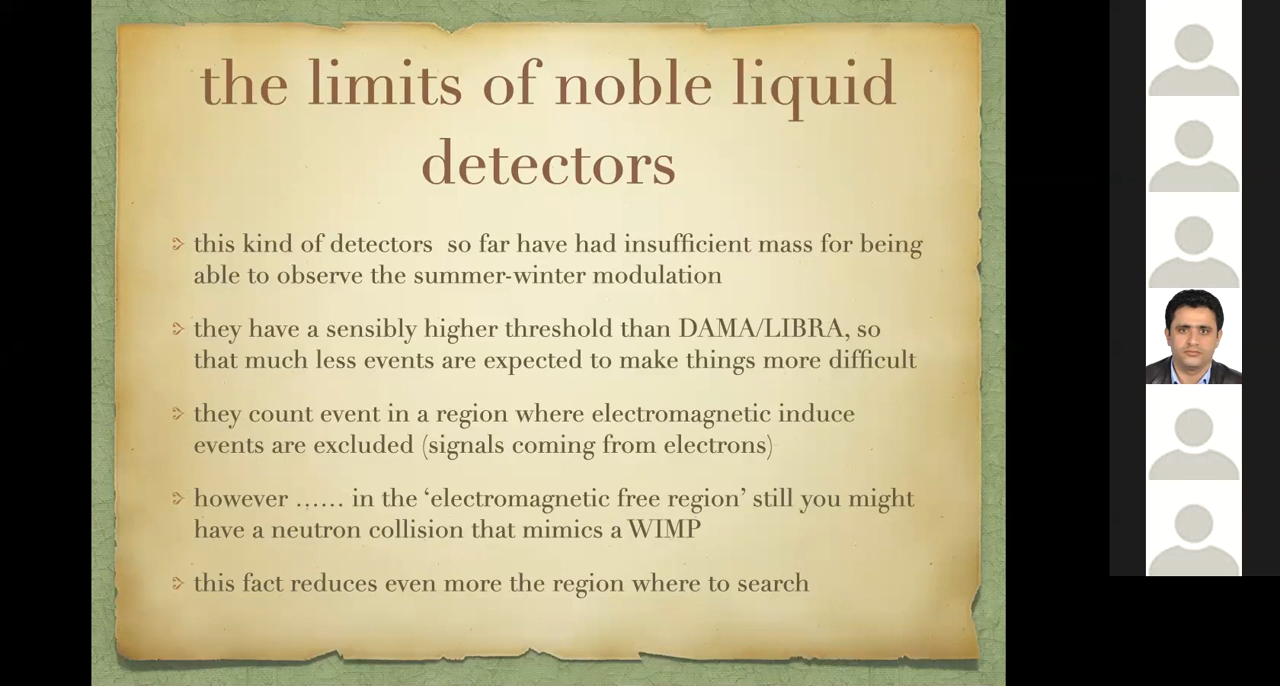 the limits of noble liquid
detectors
this kind of detectors so far have had insufficient mass for being
able to observe the summer-winter modulation
they have a sensibly higher threshold than DAMA/LIBRA, so
that much less events are expected to make things more difficult
they count event in a region where electromagnetic induce
events are excluded (signals coming from electrons)
however …… in the ‘electromagnetic free region’ still you might
have a neutron collision that mimics a WIMP
this fact reduces even more the region where to search